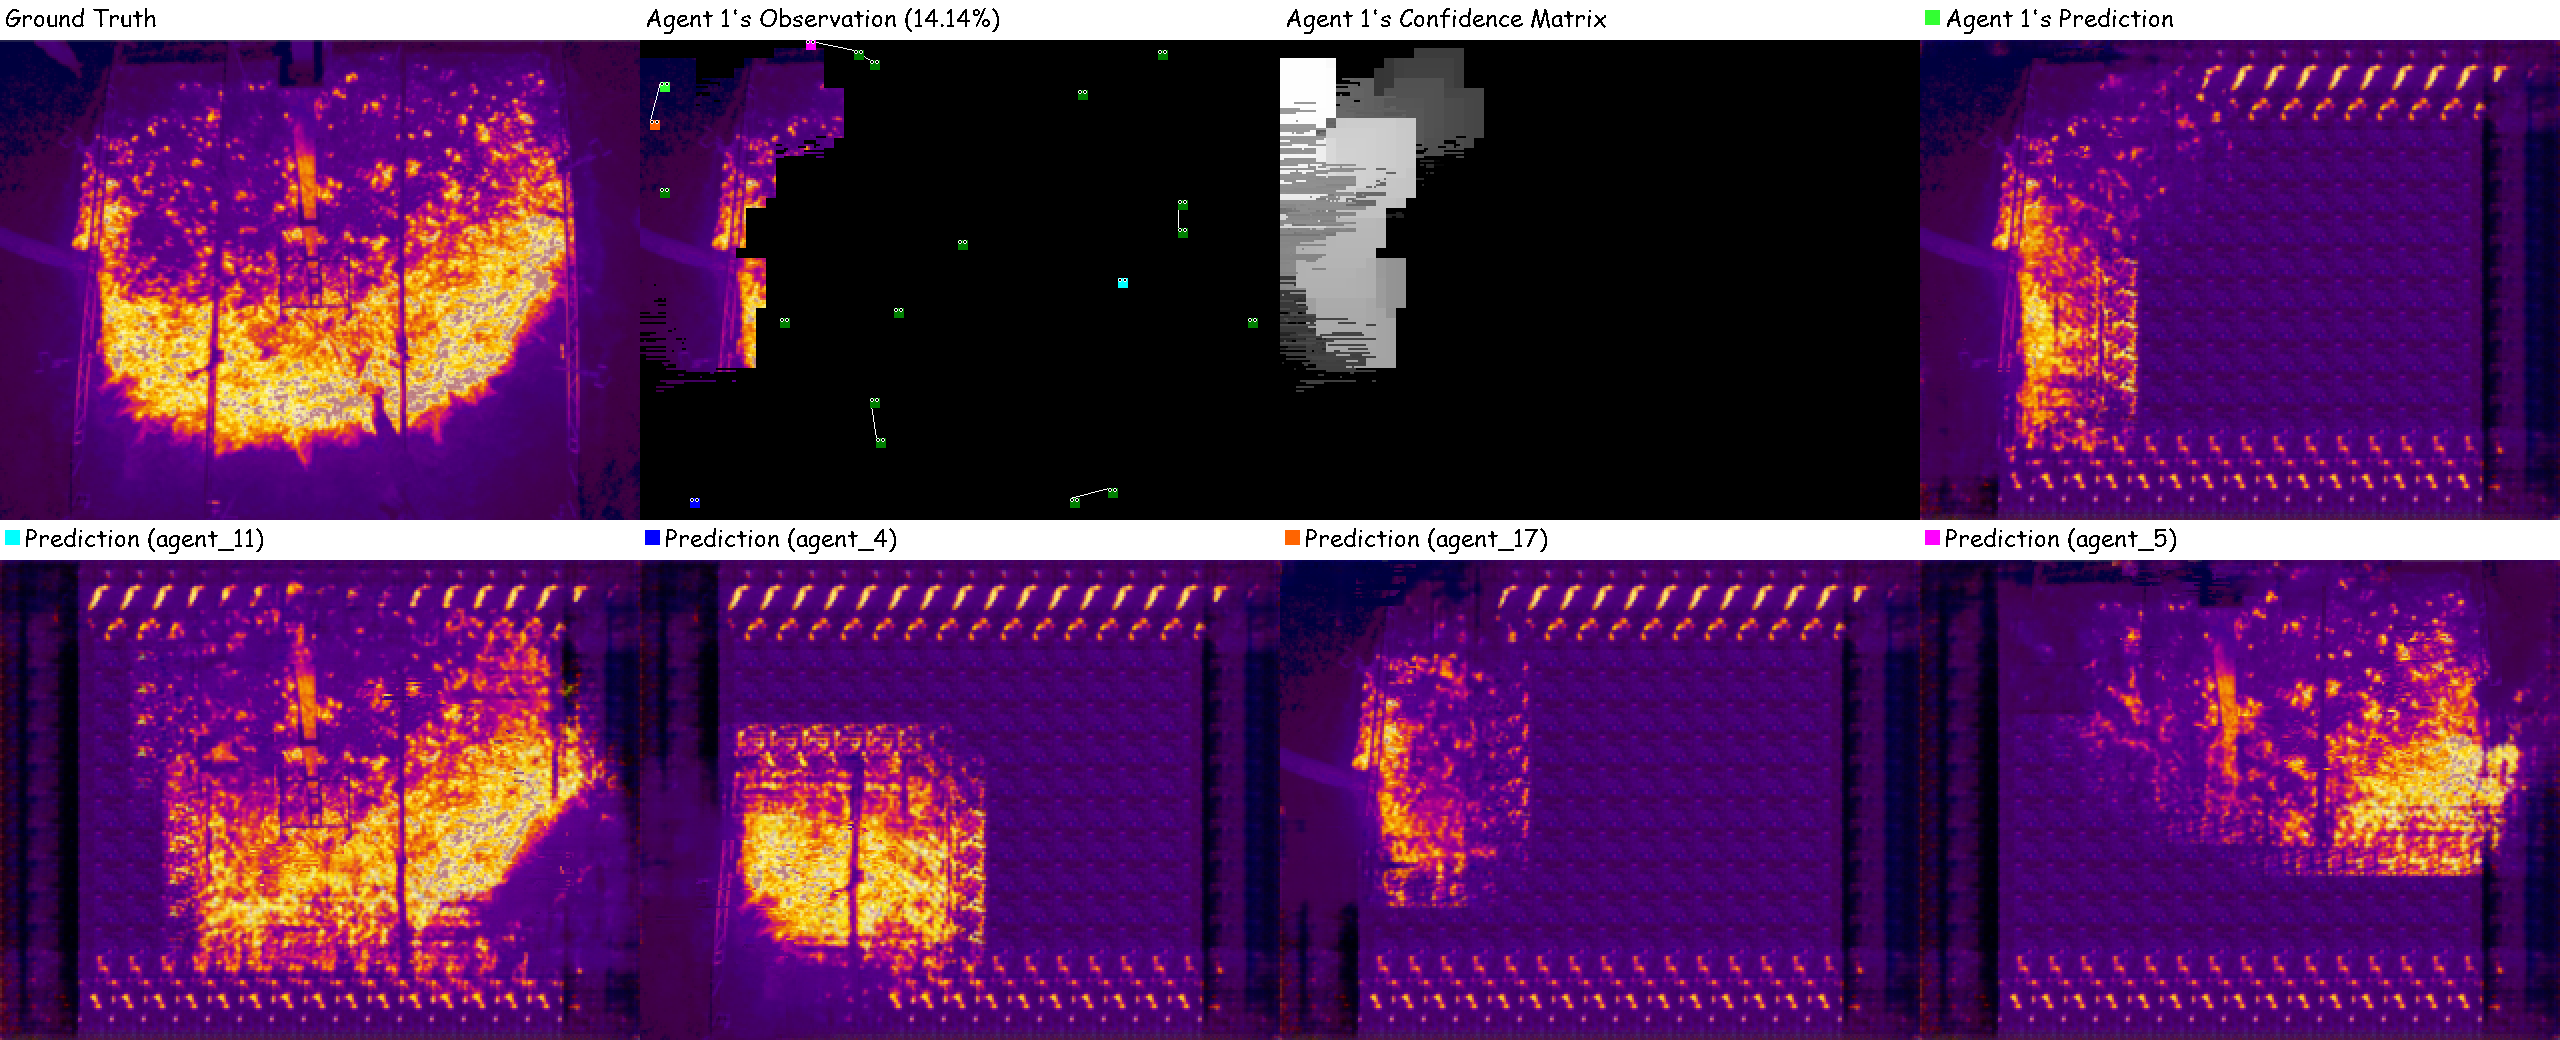 Ground Truth
Agent 1's Observation (14.14%)
Agent 1's Confidence Matrix
Agent 1's Prediction
Prediction (agent_11)
Prediction (agent_4)
Prediction (agent_17)
Prediction (agent_5)